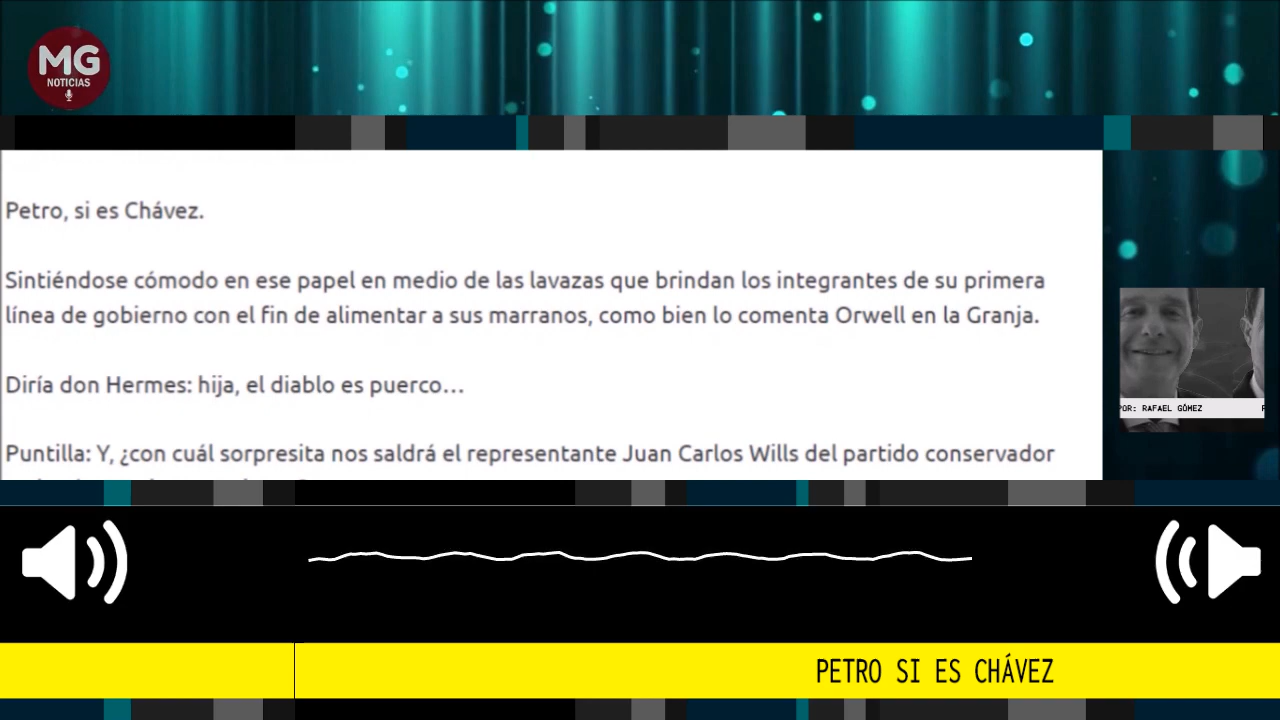 MG
NOTICIAS
Petro, si es Chávez.
Sintiéndose cómodo en ese papel en medio de las lavazas que brindan los integrantes de su primera
línea de gobierno con el fin de alimentar a sus marranos, como bien lo comenta Orwell en la Granja.
Diría don Hermes: hija, el diablo es puerco…
Puntilla: Y, ¿con cuál sorpresita nos saldrá el representante Juan Carlos Wills del partido conservador
POR: RAFAEL GÓMEZ
PETRO SI ES CHÁVEZ